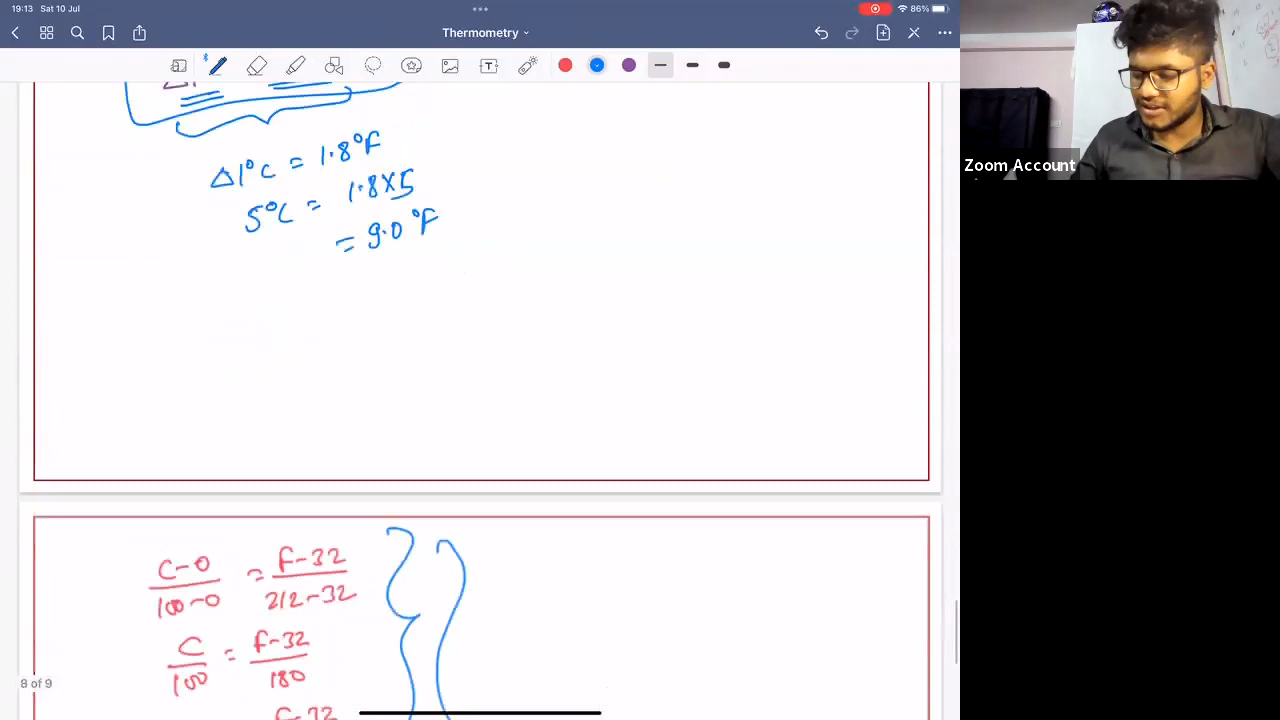 19:13 Sat 10 Jul
86%
Thermometry
Zoom Account
Δ1°C = 1.8°F
5°C = 1.8×5
= 9.0°F
C-0 / 100-0 = F-32 / 212-32
C / 100 = F-32 / 180
8 of 9